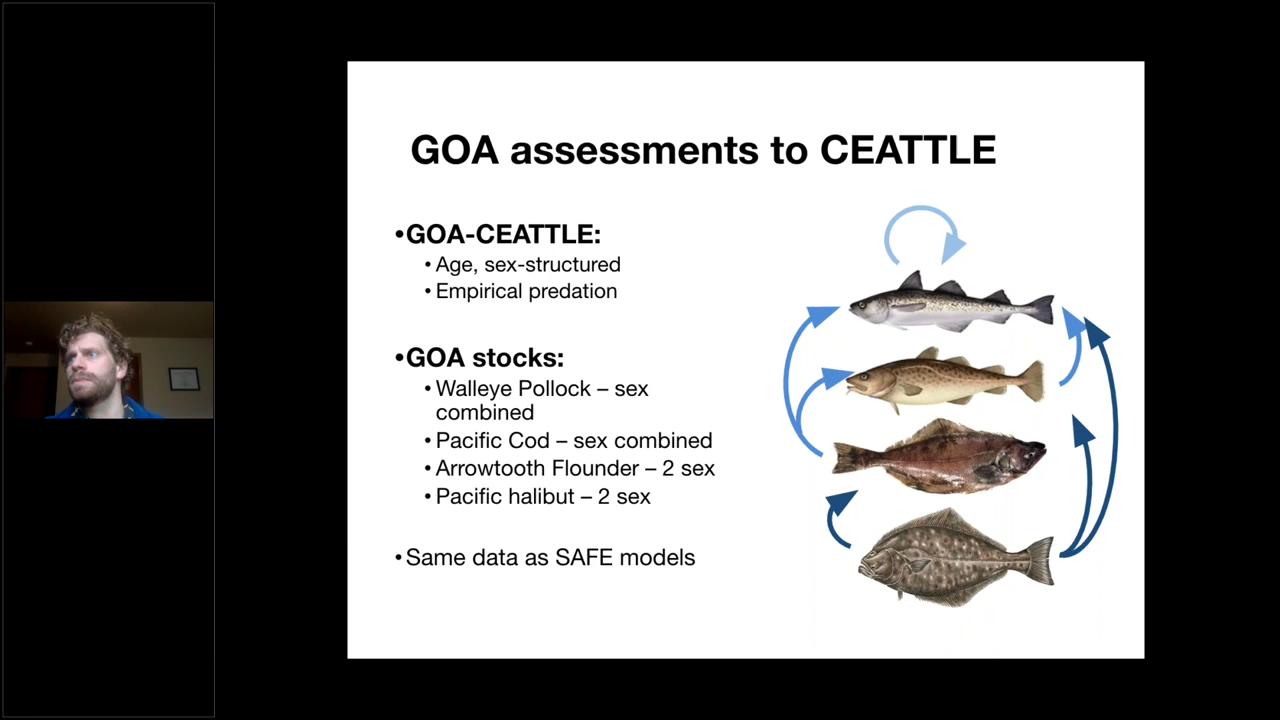 GOA assessments to CEATTLE
•GOA-CEATTLE:
•Age, sex-structured
•Empirical predation
•GOA stocks:
•Walleye Pollock – sex
combined
•Pacific Cod – sex combined
•Arrowtooth Flounder – 2 sex
•Pacific halibut – 2 sex
•Same data as SAFE models